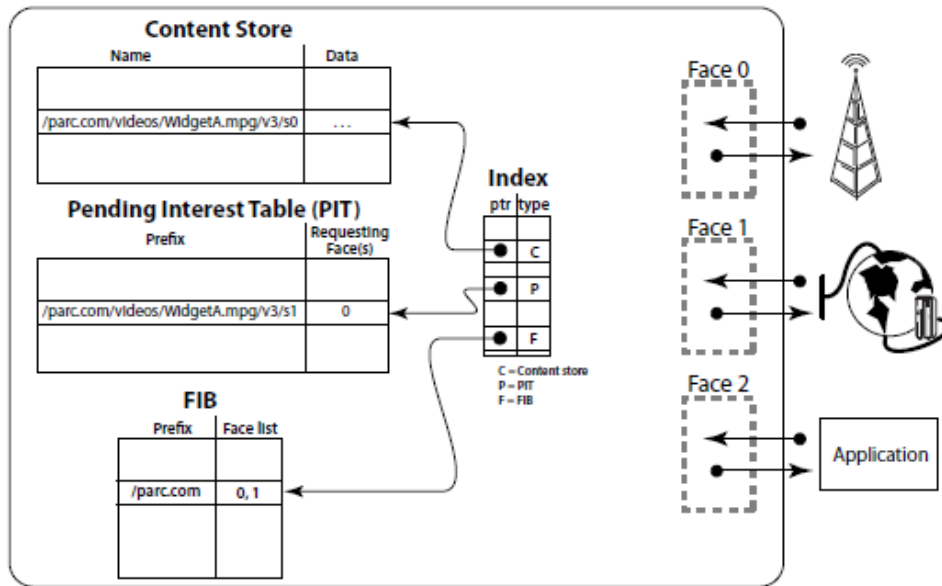 Content Store
Name
Data
/parc.com/videos/WidgetA.mpg/v3/s0
...
Pending Interest Table (PIT)
Prefix
Requesting
Face(s)
/parc.com/videos/WidgetA.mpg/v3/s1
0
FIB
Prefix
Face list
/parc.com
0, 1
Index
ptr
type
C
P
F
C = Content store
P = PIT
F = FIB
Face 0
Face 1
Face 2
Application